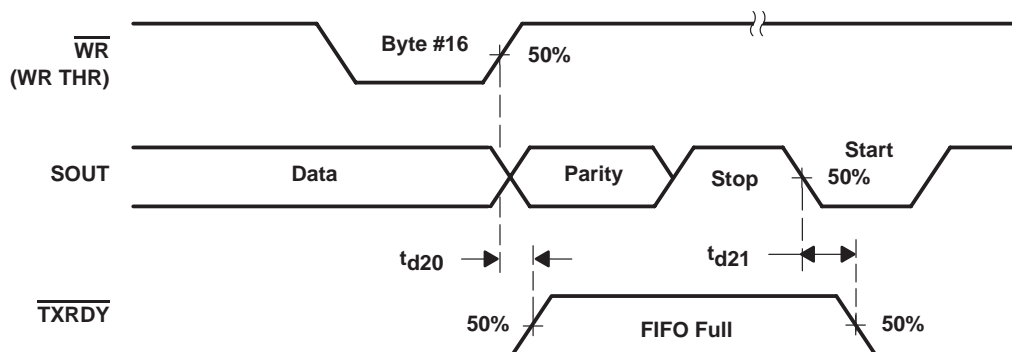 WR
(WR THR)
Byte #16
50%
SOUT
Data
Parity
Stop
Start
50%
td20
td21
TXRDY
50%
FIFO Full
50%